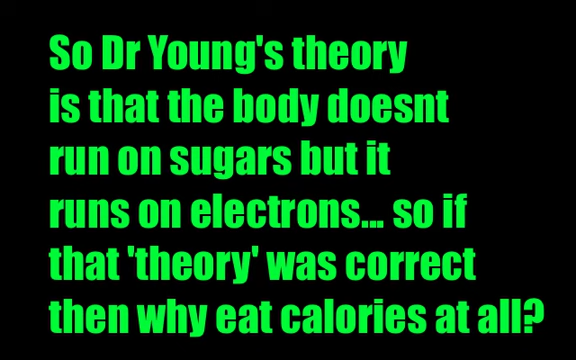 So Dr Young's theory
is that the body doesnt
run on sugars but it
runs on electrons... so if
that 'theory' was correct
then why eat calories at all?